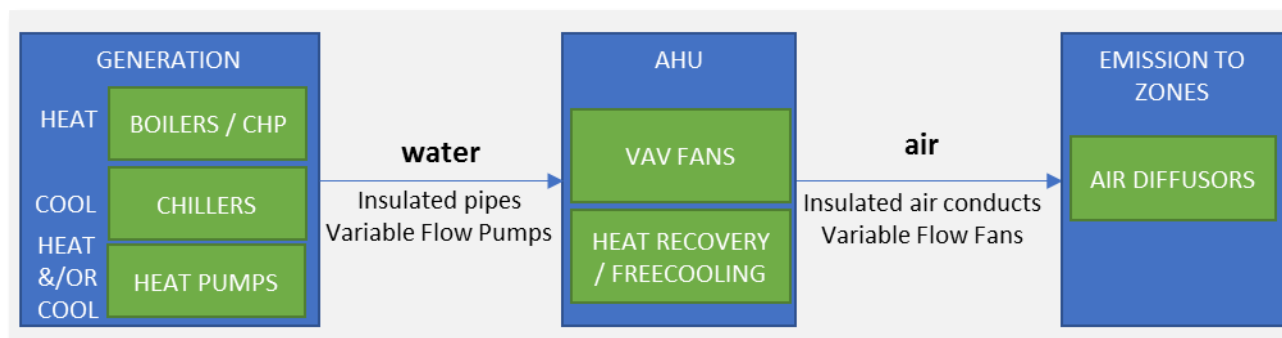 GENERATION
HEAT
BOILERS / CHP
COOL
CHILLERS
HEAT
&/OR
COOL
HEAT PUMPS
water
Insulated pipes
Variable Flow Pumps
AHU
VAV FANS
HEAT RECOVERY
/ FREECOOLING
air
Insulated air conducts
Variable Flow Fans
EMISSION TO
ZONES
AIR DIFFUSORS